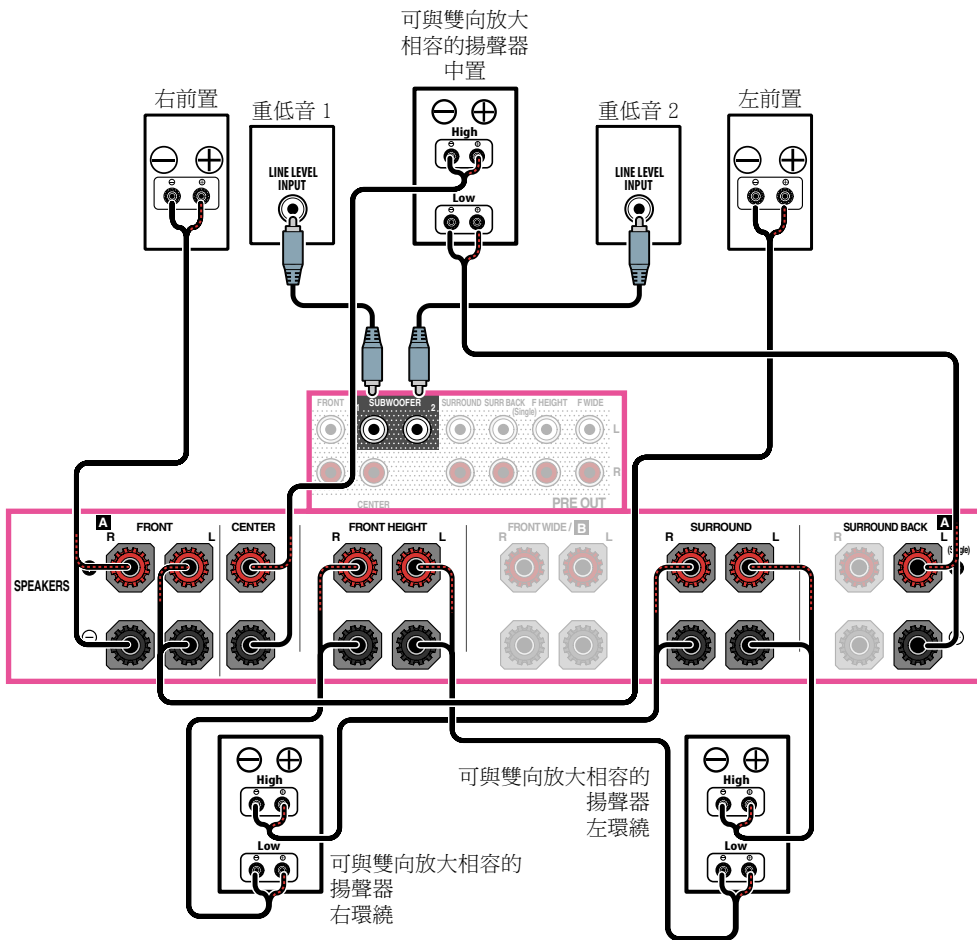 可與雙向放大
相容的揚聲器
中置
右前置
重低音 1
重低音 2
左前置
High
LINE LEVEL
INPUT
LINE LEVEL
INPUT
Low
FRONT
1 SUBWOOFER 2
SURROUND
SURR BACK
(Single)
F HEIGHT
F WIDE
L
R
CENTER
PRE OUT
SPEAKERS
A
FRONT
R
L
CENTER
FRONT HEIGHT
R
L
FRONT WIDE / B
R
L
SURROUND
R
L
SURROUND BACK
A
R
L
High
Low
可與雙向放大相容的
揚聲器
右環繞
可與雙向放大相容的
揚聲器
左環繞
High
Low